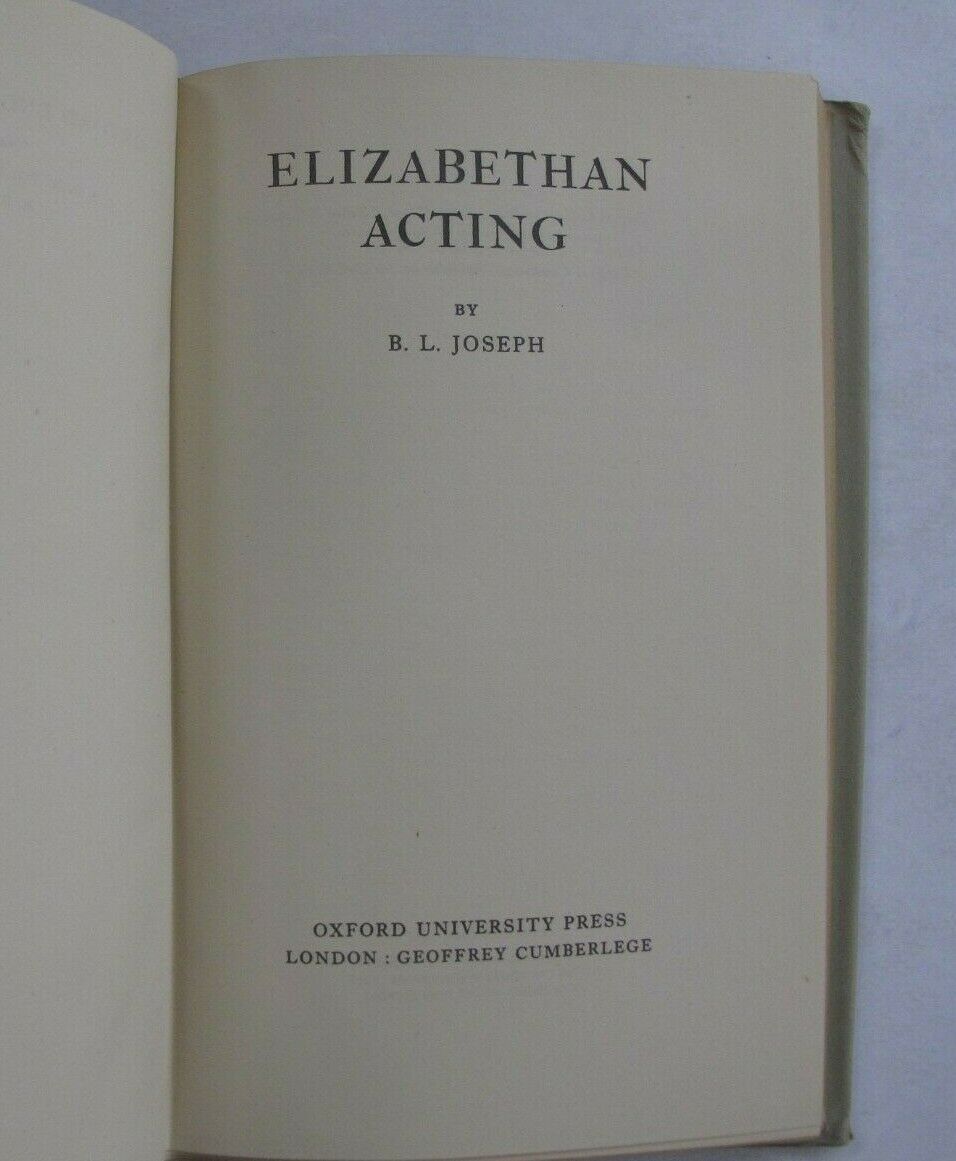 ELIZABETHAN
ACTING
BY
B. L. JOSEPH
OXFORD UNIVERSITY PRESS
LONDON : GEOFFREY CUMBERLEGE